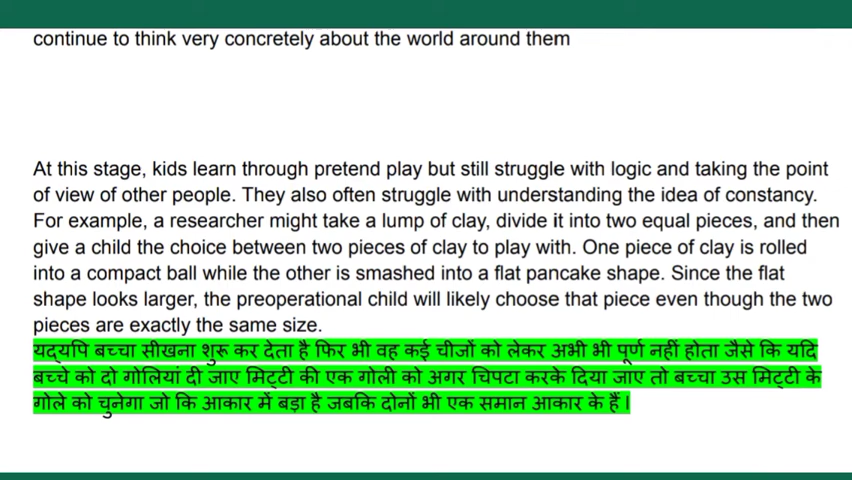 continue to think very concretely about the world around them
At this stage, kids learn through pretend play but still struggle with logic and taking the point
of view of other people. They also often struggle with understanding the idea of constancy.
For example, a researcher might take a lump of clay, divide it into two equal pieces, and then
give a child the choice between two pieces of clay to play with. One piece of clay is rolled
into a compact ball while the other is smashed into a flat pancake shape. Since the flat
shape looks larger, the preoperational child will likely choose that piece even though the two
pieces are exactly the same size.
यद्यपि बच्चा सीखना शुरू कर देता है फिर भी वह कई चीजों को लेकर अभी भी पूर्ण नहीं होता जैसे कि यदि
बच्चे को दो गोलियां दी जाए मिट्टी की एक गोली को अगर चिपटा करके दिया जाए तो बच्चा उस मिट्टी के
गोले को चुनेगा जो कि आकार में बड़ा है जबकि दोनों भी एक समान आकार के हैं ।